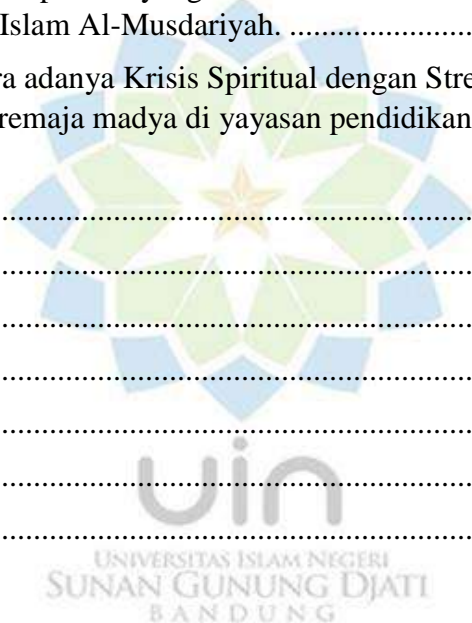 Islam Al-Musdariyah. ........................
ra adanya Krisis Spiritual dengan Stre
remaja madya di yayasan pendidikan
................................................................
................................................................
................................................................
................................................................
................................................................
................................................................
................................................................
uin
UNIVERSITAS ISLAM NEGERI
SUNAN GUNUNG DJATI
BANDUNG